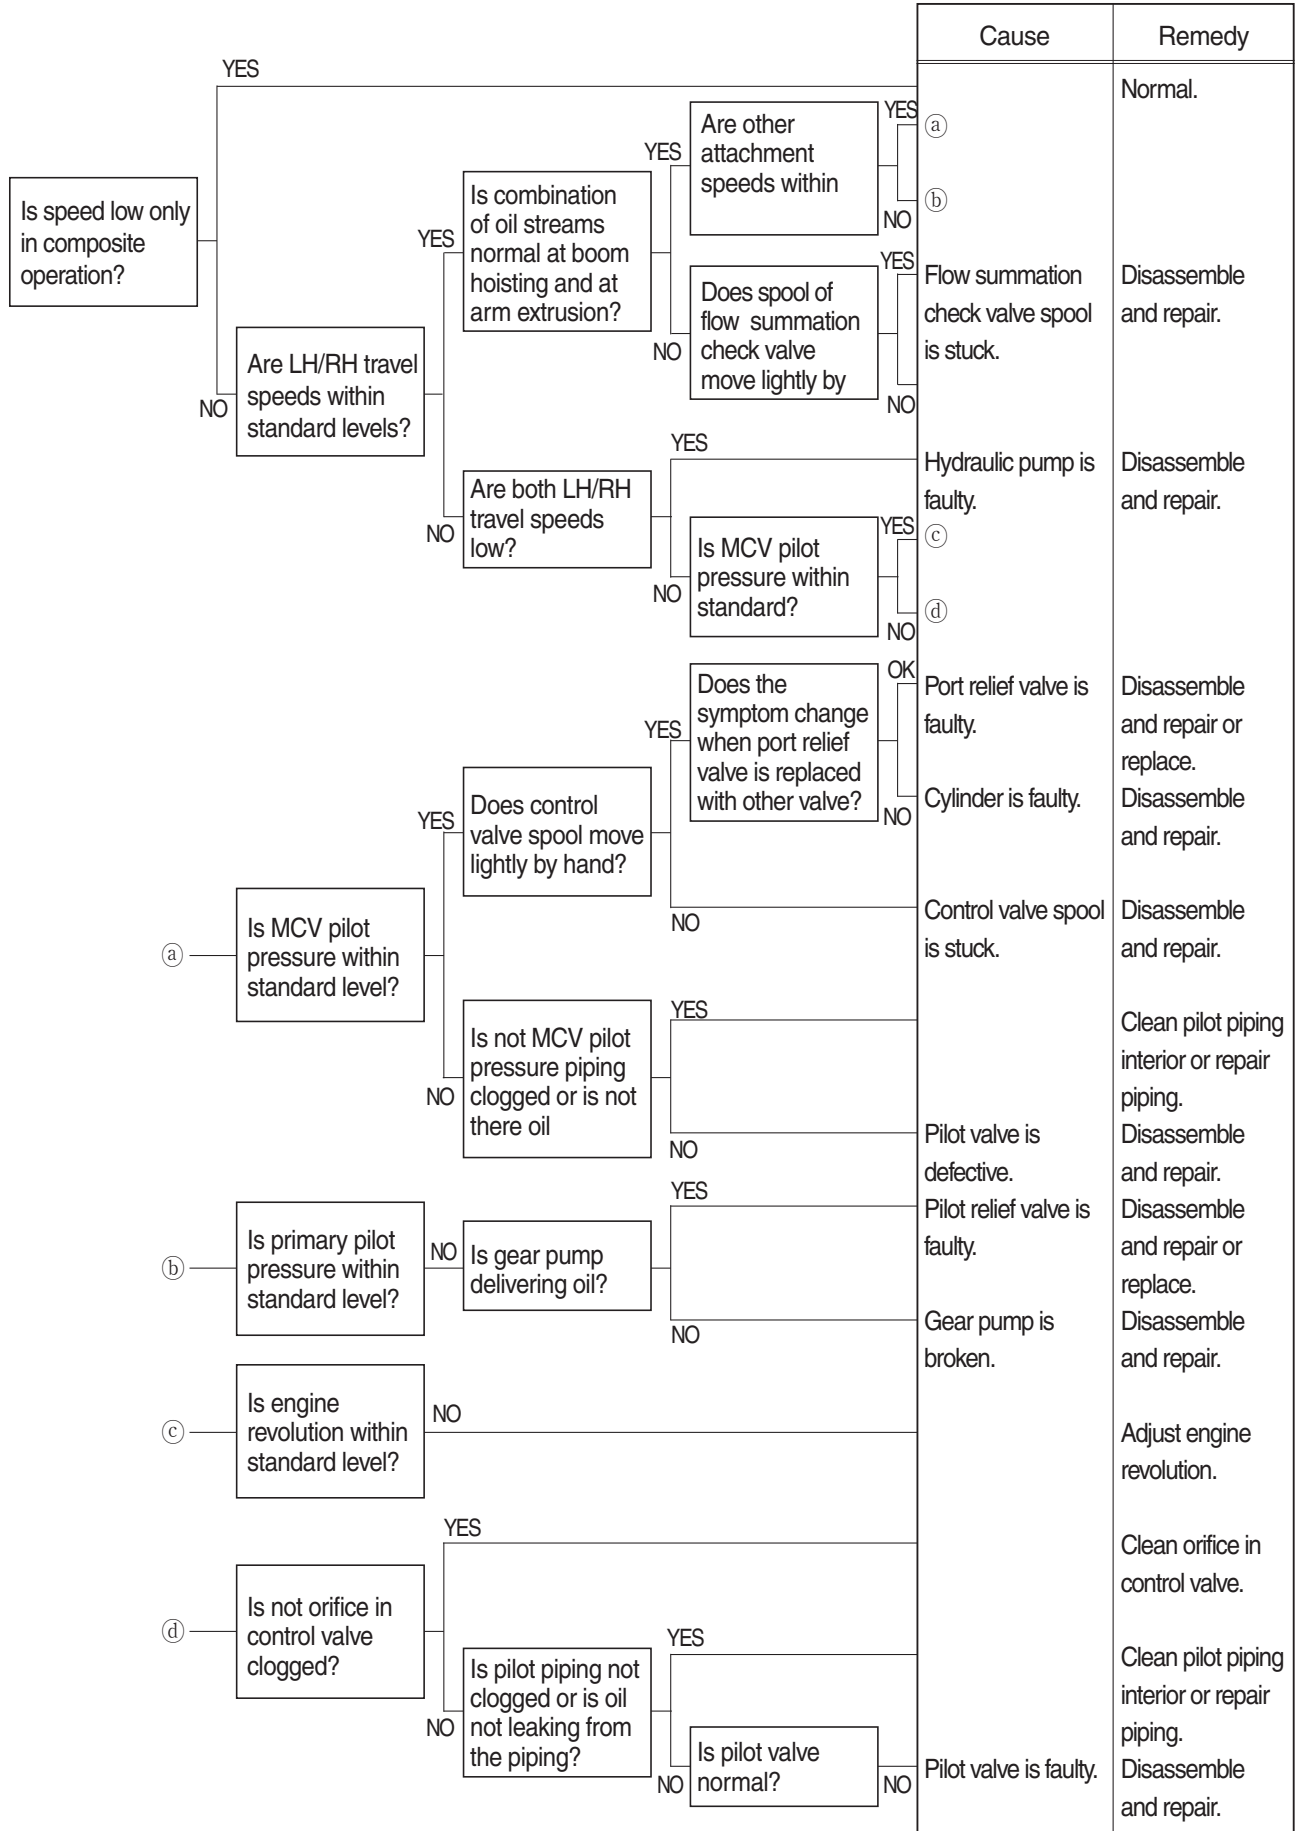 Cause
Remedy
YES
Normal.
Is speed low only
in composite
operation?
NO
Are LH/RH travel
speeds within
standard levels?
YES
Is combination
of oil streams
normal at boom
hoisting and at
arm extrusion?
YES
Are other
attachment
speeds within
YES
ⓐ
ⓑ
NO
NO
Does spool of
flow summation
check valve
move lightly by
YES
Flow summation
check valve spool
is stuck.
Disassemble
and repair.
NO
NO
Are both LH/RH
travel speeds
low?
YES
Hydraulic pump is
faulty.
Disassemble
and repair.
NO
Is MCV pilot
pressure within
standard?
YES
ⓒ
ⓓ
NO
ⓐ
Is MCV pilot
pressure within
standard level?
YES
Does control
valve spool move
lightly by hand?
YES
Does the
symptom change
when port relief
valve is replaced
with other valve?
OK
Port relief valve is
faulty.
Disassemble
and repair or
replace.
NO
Cylinder is faulty.
Disassemble
and repair.
NO
Control valve spool
is stuck.
Disassemble
and repair.
NO
Is not MCV pilot
pressure piping
clogged or is not
there oil
YES
Clean pilot piping
interior or repair
piping.
NO
Pilot valve is
defective.
Disassemble
and repair.
ⓑ
Is primary pilot
pressure within
standard level?
NO
Is gear pump
delivering oil?
YES
Pilot relief valve is
faulty.
Disassemble
and repair or
replace.
NO
Gear pump is
broken.
Disassemble
and repair.
ⓒ
Is engine
revolution within
standard level?
NO
Adjust engine
revolution.
ⓓ
Is not orifice in
control valve
clogged?
YES
Clean orifice in
control valve.
NO
Is pilot piping not
clogged or is oil
not leaking from
the piping?
YES
Clean pilot piping
interior or repair
piping.
NO
Is pilot valve
normal?
NO
Pilot valve is faulty.
Disassemble
and repair.